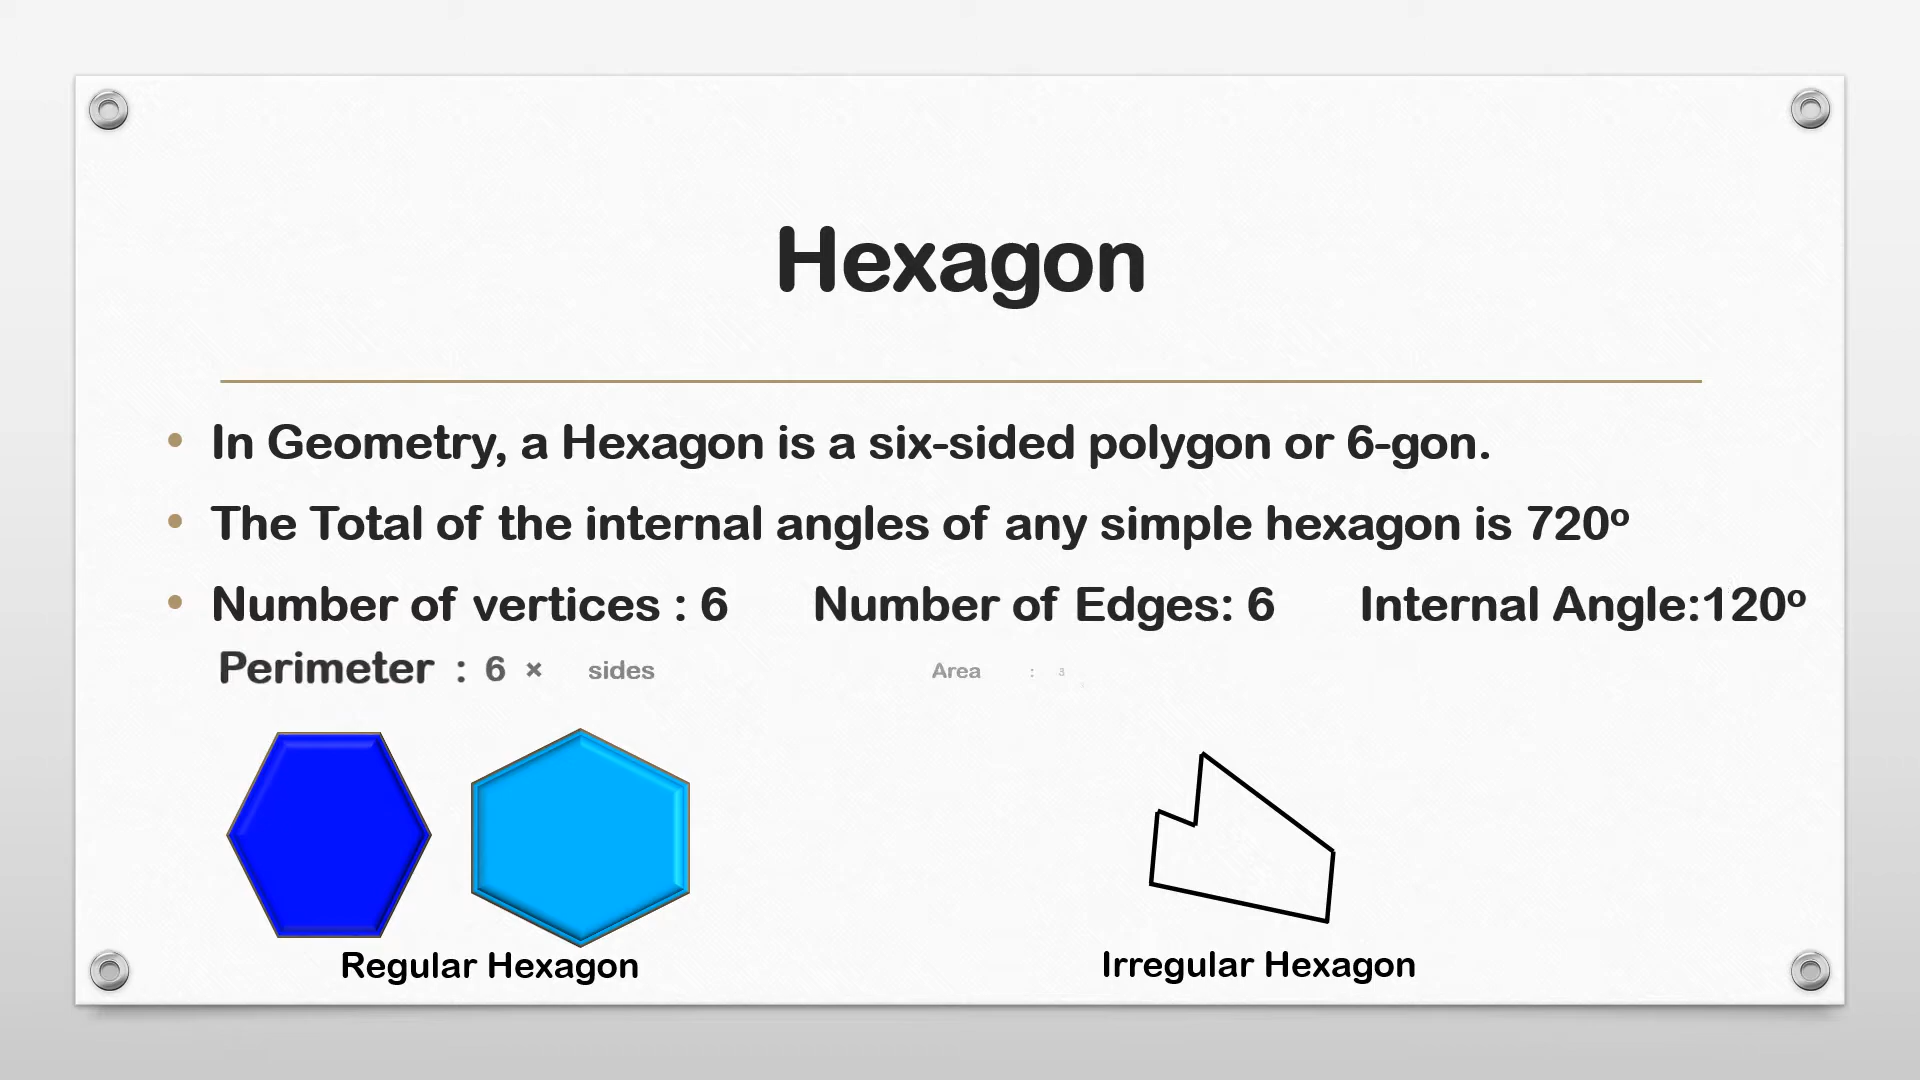 Hexagon
• In Geometry, a Hexagon is a six-sided polygon or 6-gon.
• The Total of the internal angles of any simple hexagon is 720º
• Number of vertices : 6 Number of Edges: 6 Internal Angle:120º
Perimeter : 6 × sides Area : 3
Regular Hexagon Irregular Hexagon